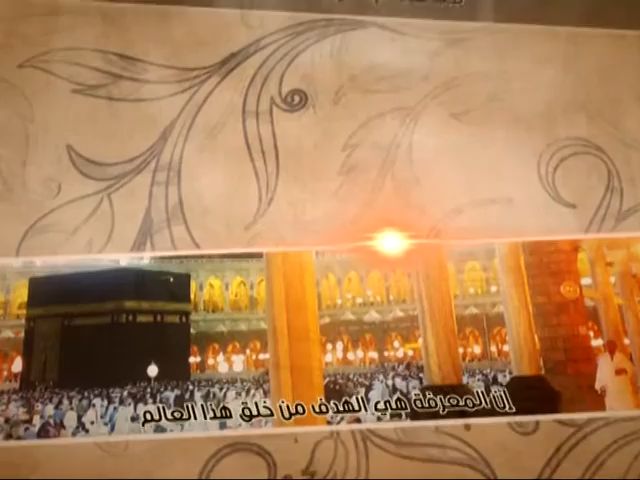 إنّ المعرفة هي الهدف من خلق هذا العالم